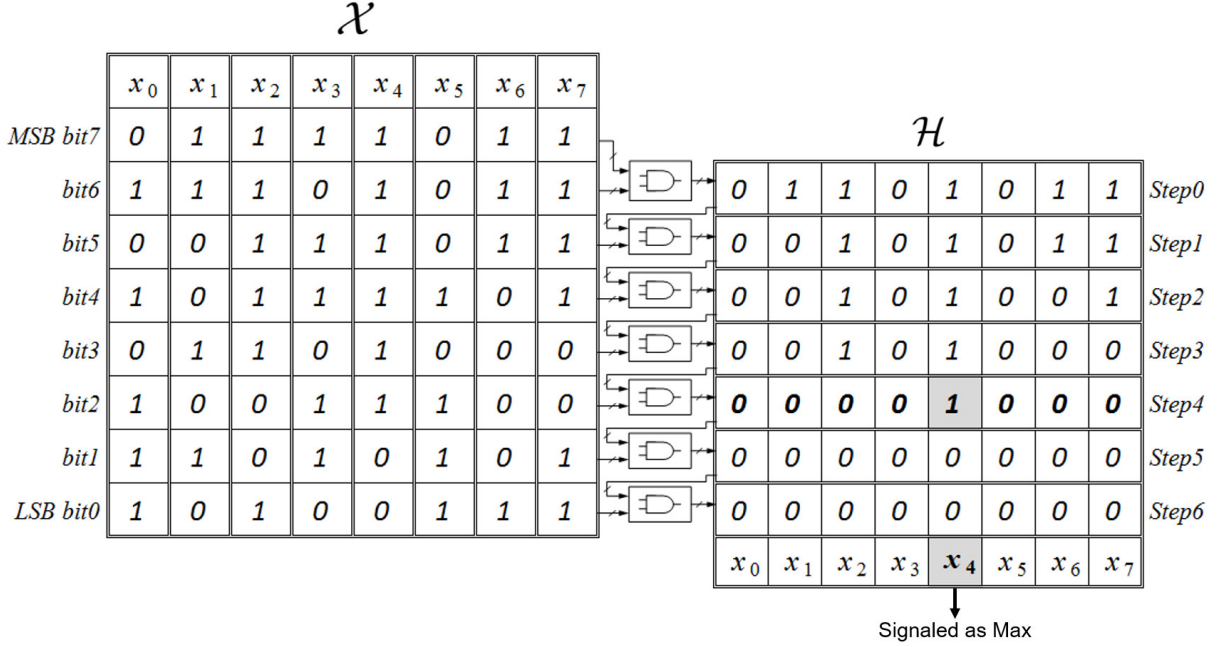 𝒳
x0 x1 x2 x3 x4 x5 x6 x7
MSB bit7 0 1 1 1 1 0 1 1
bit6 1 1 1 0 1 0 1 1
bit5 0 0 1 1 1 0 1 1
bit4 1 0 1 1 1 1 0 1
bit3 0 1 1 0 1 0 0 0
bit2 1 0 0 1 1 1 0 0
bit1 1 1 0 1 0 1 0 1
LSB bit0 1 0 1 0 0 1 1 1
ℋ
0 1 1 0 1 0 1 1 Step0
0 0 1 0 1 0 1 1 Step1
0 0 1 0 1 0 0 1 Step2
0 0 1 0 1 0 0 0 Step3
0 0 0 0 1 0 0 0 Step4
0 0 0 0 0 0 0 0 Step5
0 0 0 0 0 0 0 0 Step6
x0 x1 x2 x3 x4 x5 x6 x7
Signaled as Max